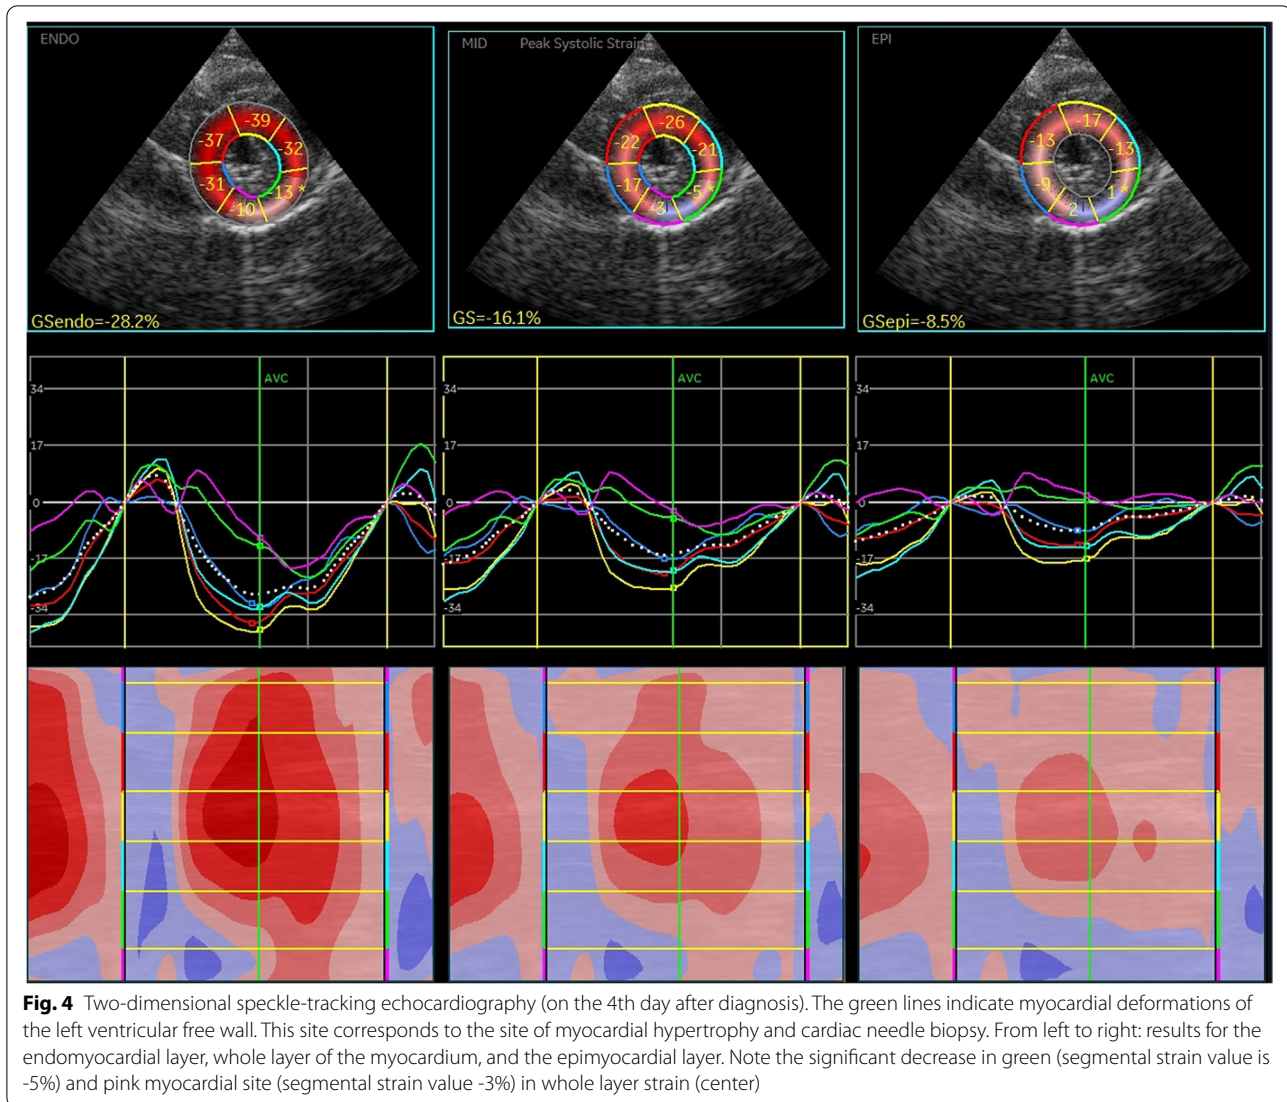 ENDO
-39
-37
-32
-31
-13 *
-10
GSendo=-28.2%
MID Peak Systolic Strain
-26
-22
-21
-17
-5 *
-3
GS=-16.1%
EPI
-17
-13
-13
-9
1 *
2
GSepi=-8.5%
AVC
34
17
0
-34
AVC
34
17
0
-17
-34
AVC
34
17
0
-17
-34
Fig. 4 Two-dimensional speckle-tracking echocardiography (on the 4th day after diagnosis). The green lines indicate myocardial deformations of
the left ventricular free wall. This site corresponds to the site of myocardial hypertrophy and cardiac needle biopsy. From left to right: results for the
endomyocardial layer, whole layer of the myocardium, and the epimyocardial layer. Note the significant decrease in green (segmental strain value is
-5%) and pink myocardial site (segmental strain value -3%) in whole layer strain (center)